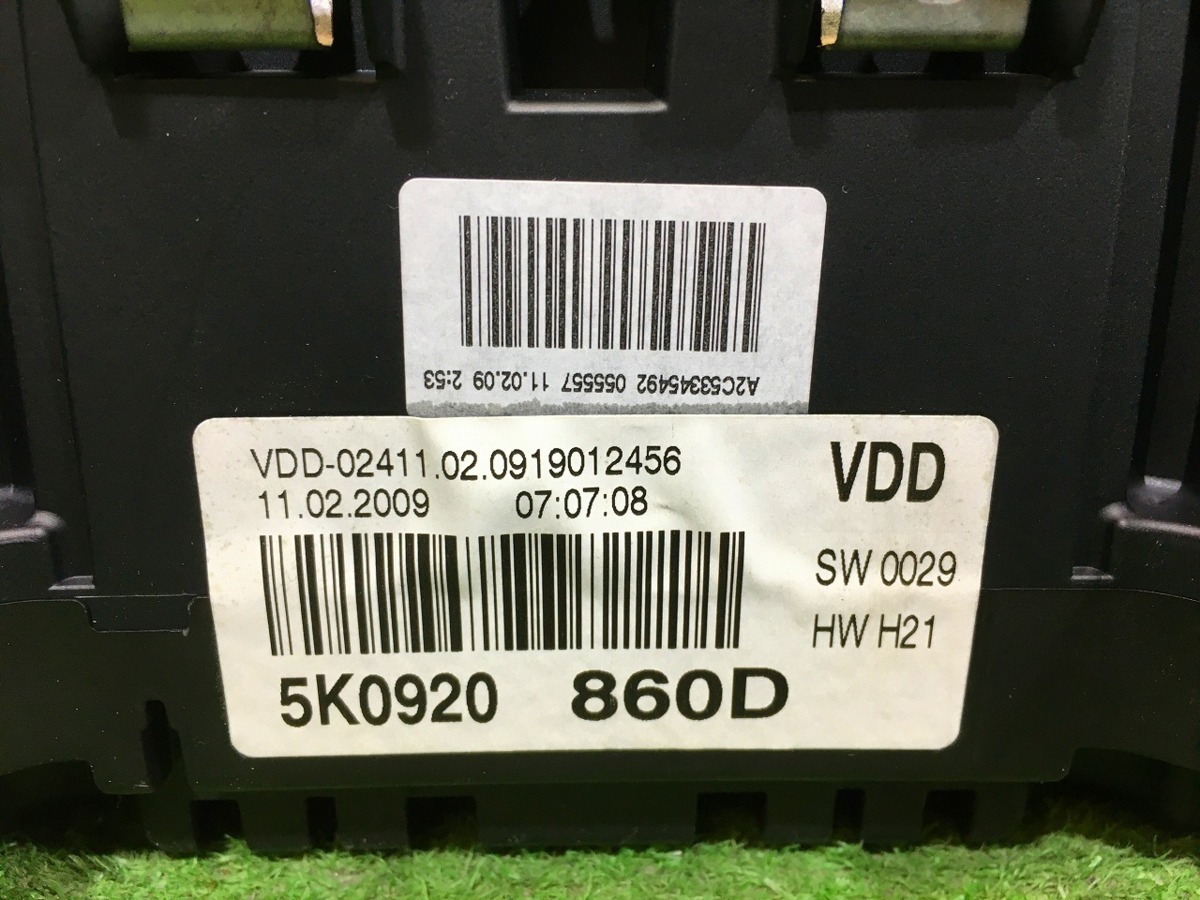 A2C53345492 055557 11.02.09 2:53
VDD-02411.02.0919012456
11.02.2009 07:07:08
VDD
SW 0029
HW H21
5K0920 860D